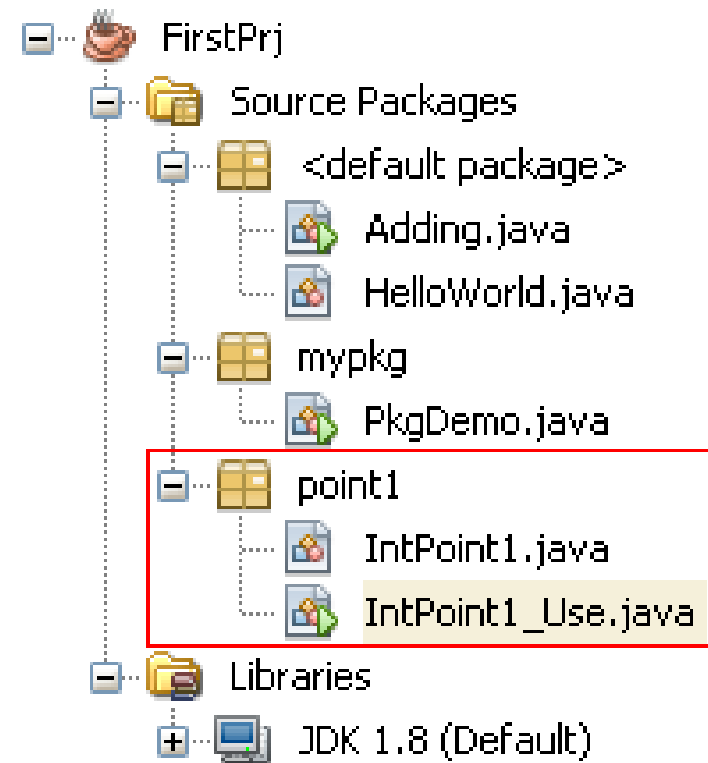 FirstPrj
Source Packages
<default package>
Adding.java
HelloWorld.java
mypkg
PkgDemo.java
point1
IntPoint1.java
IntPoint1_Use.java
Libraries
JDK 1.8 (Default)